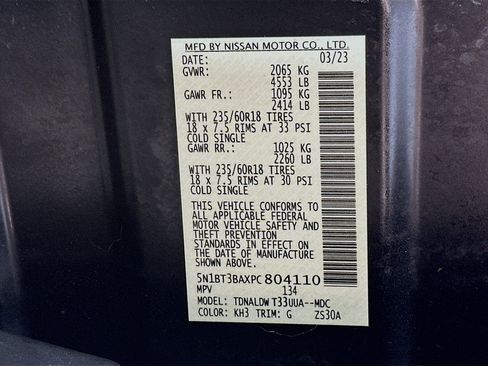 MFD BY NISSAN MOTOR CO., LTD.
DATE: 03/23
GVWR: 2065 KG
4553 LB
GAWR FR.: 1095 KG
2414 LB
WITH 235/60R18 TIRES
18 x 7.5 RIMS AT 33 PSI
COLD SINGLE
GAWR RR.: 1025 KG
2260 LB
WITH 235/60R18 TIRES
18 x 7.5 RIMS AT 30 PSI
COLD SINGLE
THIS VEHICLE CONFORMS TO
ALL APPLICABLE FEDERAL
MOTOR VEHICLE SAFETY AND
THEFT PREVENTION
STANDARDS IN EFFECT ON
THE DATE OF MANUFACTURE
SHOWN ABOVE.
5N1BT3BAXPC804110
MPV 134
MODEL: TDNALDW T33UUA--MDC
COLOR: KH3 TRIM: G ZS30A